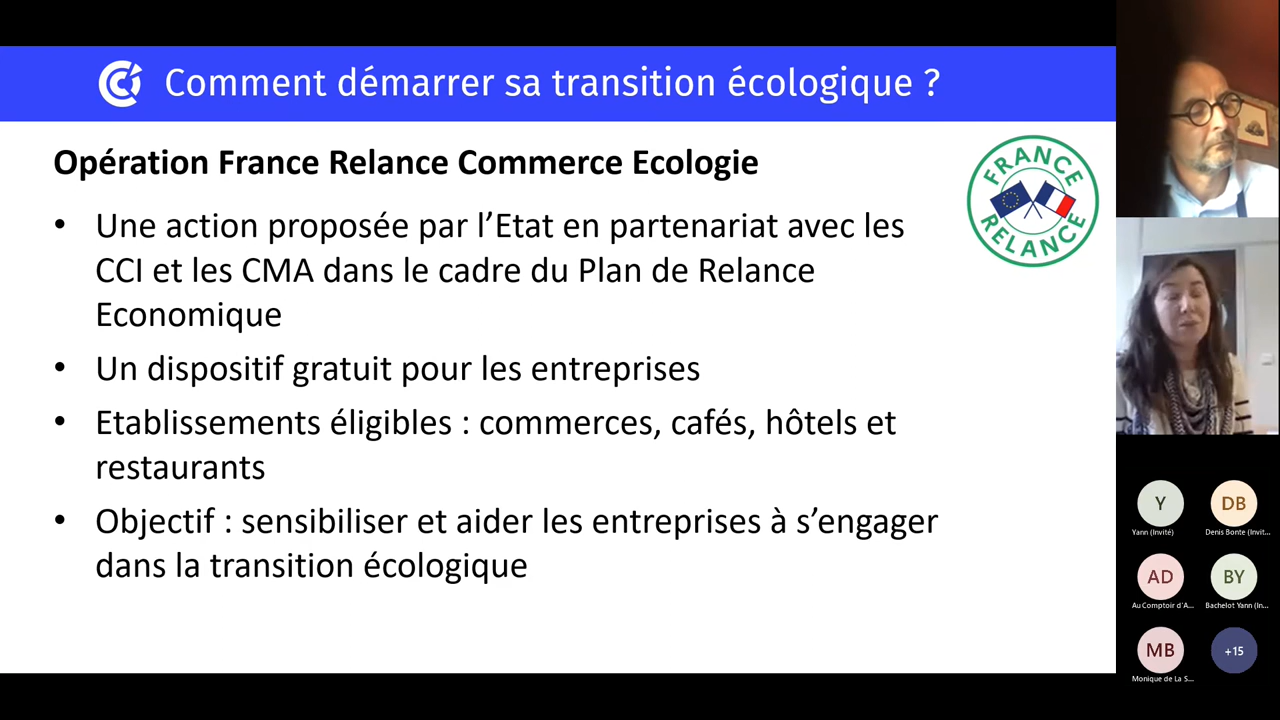 Comment démarrer sa transition écologique ?
Opération France Relance Commerce Ecologie
FRANCE
RELANCE
• Une action proposée par l’Etat en partenariat avec les
CCI et les CMA dans le cadre du Plan de Relance
Economique
• Un dispositif gratuit pour les entreprises
• Etablissements éligibles : commerces, cafés, hôtels et
restaurants
• Objectif : sensibiliser et aider les entreprises à s’engager
dans la transition écologique
Y
Yann (Invité)
DB
Denis Bonte (Invit...
AD
Au Comptoir d'A...
BY
Bachelot Yann (In...
MB
Monique de La S...
+15